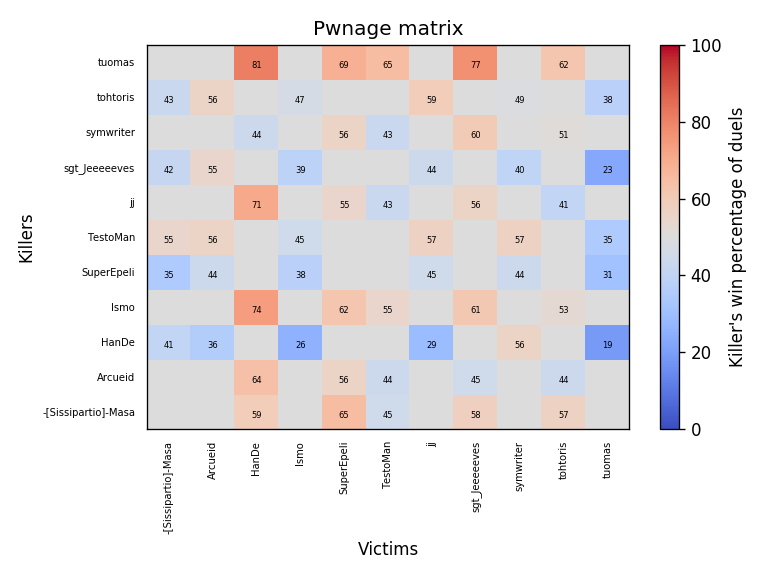 Pwnage matrix
tuomas 81 69 65 77 62
tohtoris 43 56 47 59 49 38
symwriter 44 56 43 60 51
sgt_Jeeeeeves 42 55 39 44 40 23
jj 71 55 43 56 41
TestoMan 55 56 45 57 57 35
SuperEpeli 35 44 38 45 44 31
Ismo 74 62 55 61 53
HanDe 41 36 26 29 56 19
Arcueid 64 56 44 45 44
-[Sissipartio]-Masa 59 65 45 58 57
-[Sissipartio]-Masa Arcueid HanDe Ismo SuperEpeli TestoMan jj sgt_Jeeeeeves symwriter tohtoris tuomas
Victims
Killers
100
80
60
40
20
0
Killer's win percentage of duels